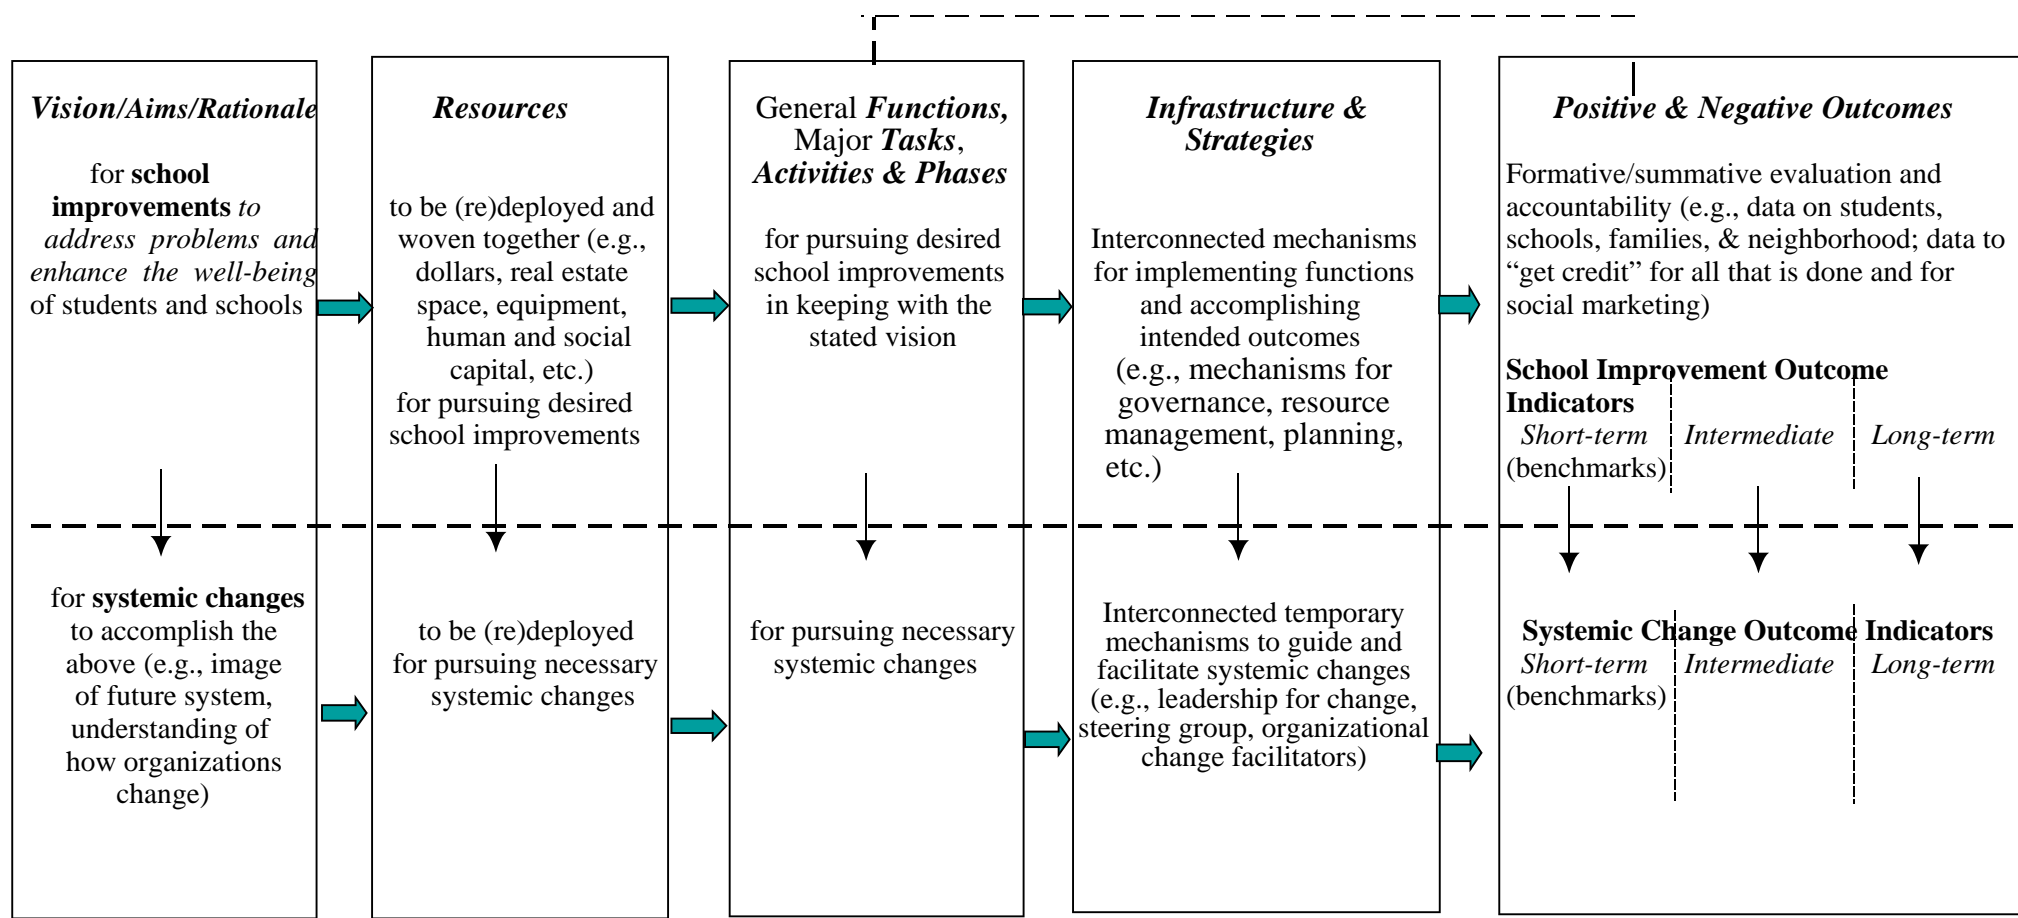 Vision/Aims/Rationale
for school
improvements to
address problems and
enhance the well-being
of students and schools
for systemic changes
to accomplish the
above (e.g., image
of future system,
understanding of
how organizations
change)
Resources
to be (re)deployed and
woven together (e.g.,
dollars, real estate
space, equipment,
human and social
capital, etc.)
for pursuing desired
school improvements
to be (re)deployed
for pursuing necessary
systemic changes
General Functions,
Major Tasks,
Activities & Phases
for pursuing desired
school improvements
in keeping with the
stated vision
for pursuing necessary
systemic changes
Infrastructure &
Strategies
Interconnected mechanisms
for implementing functions
and accomplishing
intended outcomes
(e.g., mechanisms for
governance, resource
management, planning,
etc.)
Interconnected temporary
mechanisms to guide and
facilitate systemic changes
(e.g., leadership for change,
steering group, organizational
change facilitators)
Positive & Negative Outcomes
Formative/summative evaluation and
accountability (e.g., data on students,
schools, families, & neighborhood; data to
“get credit” for all that is done and for
social marketing)
School Improvement Outcome
Indicators
Short-term Intermediate Long-term
(benchmarks)
Systemic Change Outcome Indicators
Short-term Intermediate Long-term
(benchmarks)